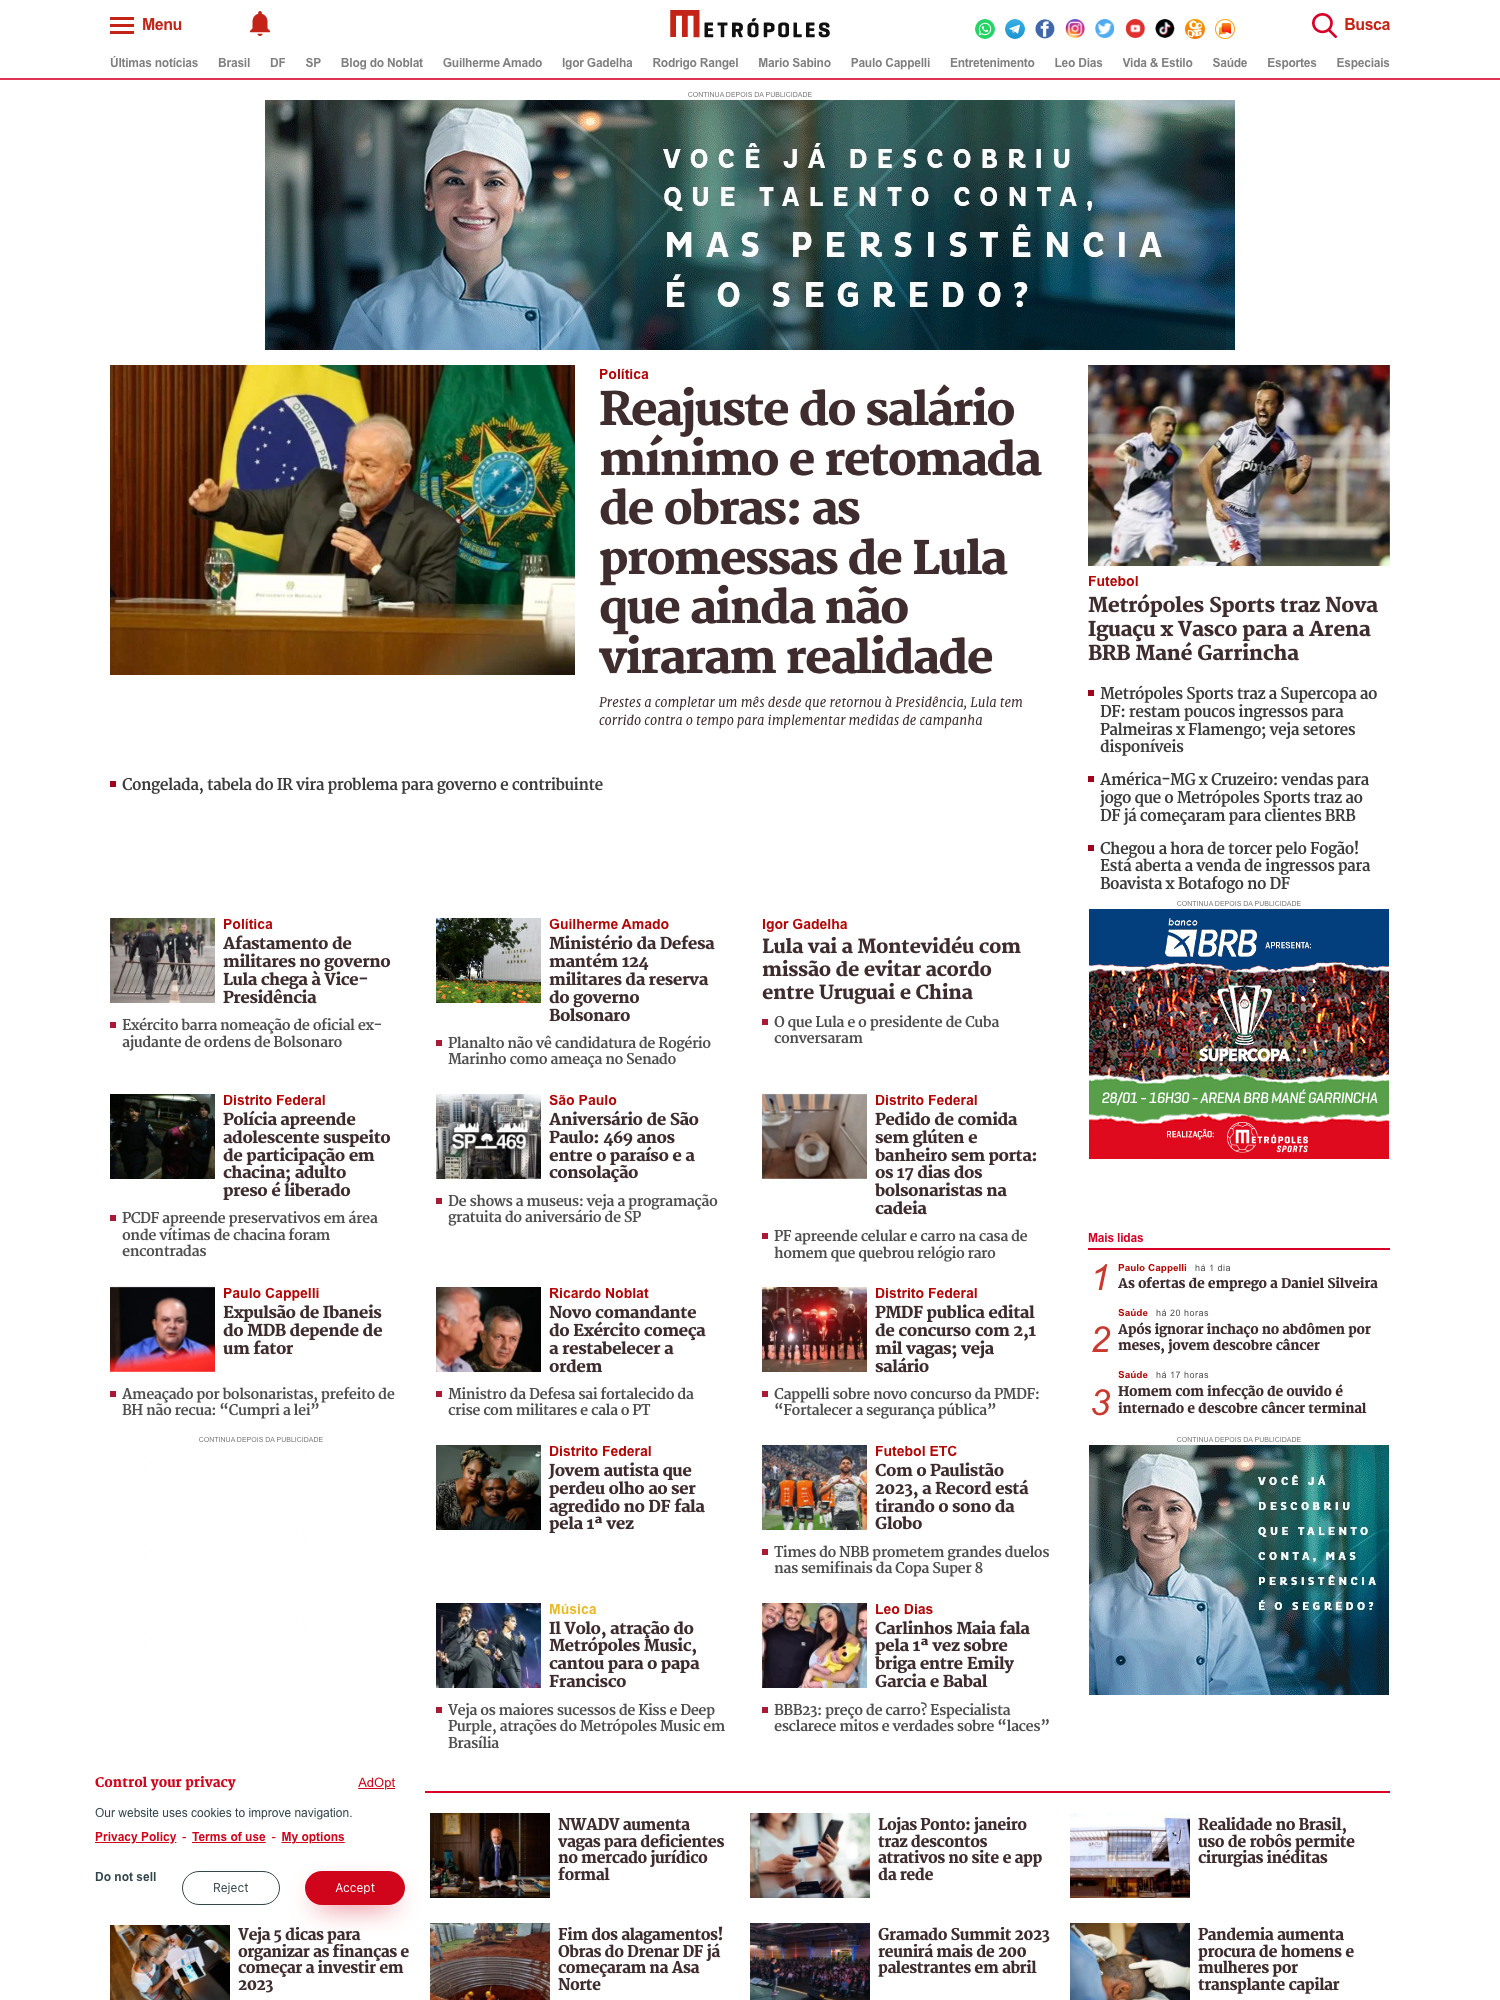 Menu
METRÓPOLES
Busca
Últimas notícias Brasil DF SP Blog do Noblat Guilherme Amado Igor Gadelha Rodrigo Rangel Mario Sabino Paulo Cappelli Entretenimento Leo Dias Vida & Estilo Saúde Esportes Especiais
CONTINUA DEPOIS DA PUBLICIDADE
VOCÊ JÁ DESCOBRIU
QUE TALENTO CONTA,
MAS PERSISTÊNCIA
É O SEGREDO?
Política
Reajuste do salário
mínimo e retomada
de obras: as
promessas de Lula
que ainda não
viraram realidade
Prestes a completar um mês desde que retornou à Presidência, Lula tem
corrido contra o tempo para implementar medidas de campanha
Congelada, tabela do IR vira problema para governo e contribuinte
Futebol
Metrópoles Sports traz Nova
Iguaçu x Vasco para a Arena
BRB Mané Garrincha
Metrópoles Sports traz a Supercopa ao
DF: restam poucos ingressos para
Palmeiras x Flamengo; veja setores
disponíveis
América-MG x Cruzeiro: vendas para
jogo que o Metrópoles Sports traz ao
DF já começaram para clientes BRB
Chegou a hora de torcer pelo Fogão!
Está aberta a venda de ingressos para
Boavista x Botafogo no DF
Política
Afastamento de
militares no governo
Lula chega à Vice-
Presidência
Exército barra nomeação de oficial ex-
ajudante de ordens de Bolsonaro
Guilherme Amado
Ministério da Defesa
mantém 124
militares da reserva
do governo
Bolsonaro
Planalto não vê candidatura de Rogério
Marinho como ameaça no Senado
Igor Gadelha
Lula vai a Montevidéu com
missão de evitar acordo
entre Uruguai e China
O que Lula e o presidente de Cuba
conversaram
CONTINUA DEPOIS DA PUBLICIDADE
banco
BRB APRESENTA:
SUPERCOPA
28/01 - 16H30 - ARENA BRB MANÉ GARRINCHA
REALIZAÇÃO: METRÓPOLES
SPORTS
Distrito Federal
Polícia apreende
adolescente suspeito
de participação em
chacina; adulto
preso é liberado
PCDF apreende preservativos em área
onde vítimas de chacina foram
encontradas
SP 469
São Paulo
Aniversário de São
Paulo: 469 anos
entre o paraíso e a
consolação
De shows a museus: veja a programação
gratuita do aniversário de SP
Distrito Federal
Pedido de comida
sem glúten e
banheiro sem porta:
os 17 dias dos
bolsonaristas na
cadeia
PF apreende celular e carro na casa de
homem que quebrou relógio raro
Mais lidas
1
Paulo Cappelli há 1 dia
As ofertas de emprego a Daniel Silveira
2
Saúde há 20 horas
Após ignorar inchaço no abdômen por
meses, jovem descobre câncer
3
Saúde há 17 horas
Homem com infecção de ouvido é
internado e descobre câncer terminal
Paulo Cappelli
Expulsão de Ibaneis
do MDB depende de
um fator
Ameaçado por bolsonaristas, prefeito de
BH não recua: “Cumpri a lei”
Ricardo Noblat
Novo comandante
do Exército começa
a restabelecer a
ordem
Ministro da Defesa sai fortalecido da
crise com militares e cala o PT
Distrito Federal
PMDF publica edital
de concurso com 2,1
mil vagas; veja
salário
Cappelli sobre novo concurso da PMDF:
“Fortalecer a segurança pública”
CONTINUA DEPOIS DA PUBLICIDADE
Distrito Federal
Jovem autista que
perdeu olho ao ser
agredido no DF fala
pela 1ª vez
Futebol ETC
Com o Paulistão
2023, a Record está
tirando o sono da
Globo
Times do NBB prometem grandes duelos
nas semifinais da Copa Super 8
CONTINUA DEPOIS DA PUBLICIDADE
VOCÊ JÁ
DESCOBRIU
QUE TALENTO
CONTA, MAS
PERSISTÊNCIA
É O SEGREDO?
Música
Il Volo, atração do
Metrópoles Music,
cantou para o papa
Francisco
Veja os maiores sucessos de Kiss e Deep
Purple, atrações do Metrópoles Music em
Brasília
Leo Dias
Carlinhos Maia fala
pela 1ª vez sobre
briga entre Emily
Garcia e Babal
BBB23: preço de carro? Especialista
esclarece mitos e verdades sobre “laces”
Control your privacy
AdOpt
Our website uses cookies to improve navigation.
Privacy Policy - Terms of use - My options
Do not sell
Reject
Accept
NWADV aumenta
vagas para deficientes
no mercado jurídico
formal
Lojas Ponto: janeiro
traz descontos
atrativos no site e app
da rede
Realidade no Brasil,
uso de robôs permite
cirurgias inéditas
Veja 5 dicas para
organizar as finanças e
começar a investir em
2023
Fim dos alagamentos!
Obras do Drenar DF já
começaram na Asa
Norte
Gramado Summit 2023
reunirá mais de 200
palestrantes em abril
Pandemia aumenta
procura de homens e
mulheres por
transplante capilar